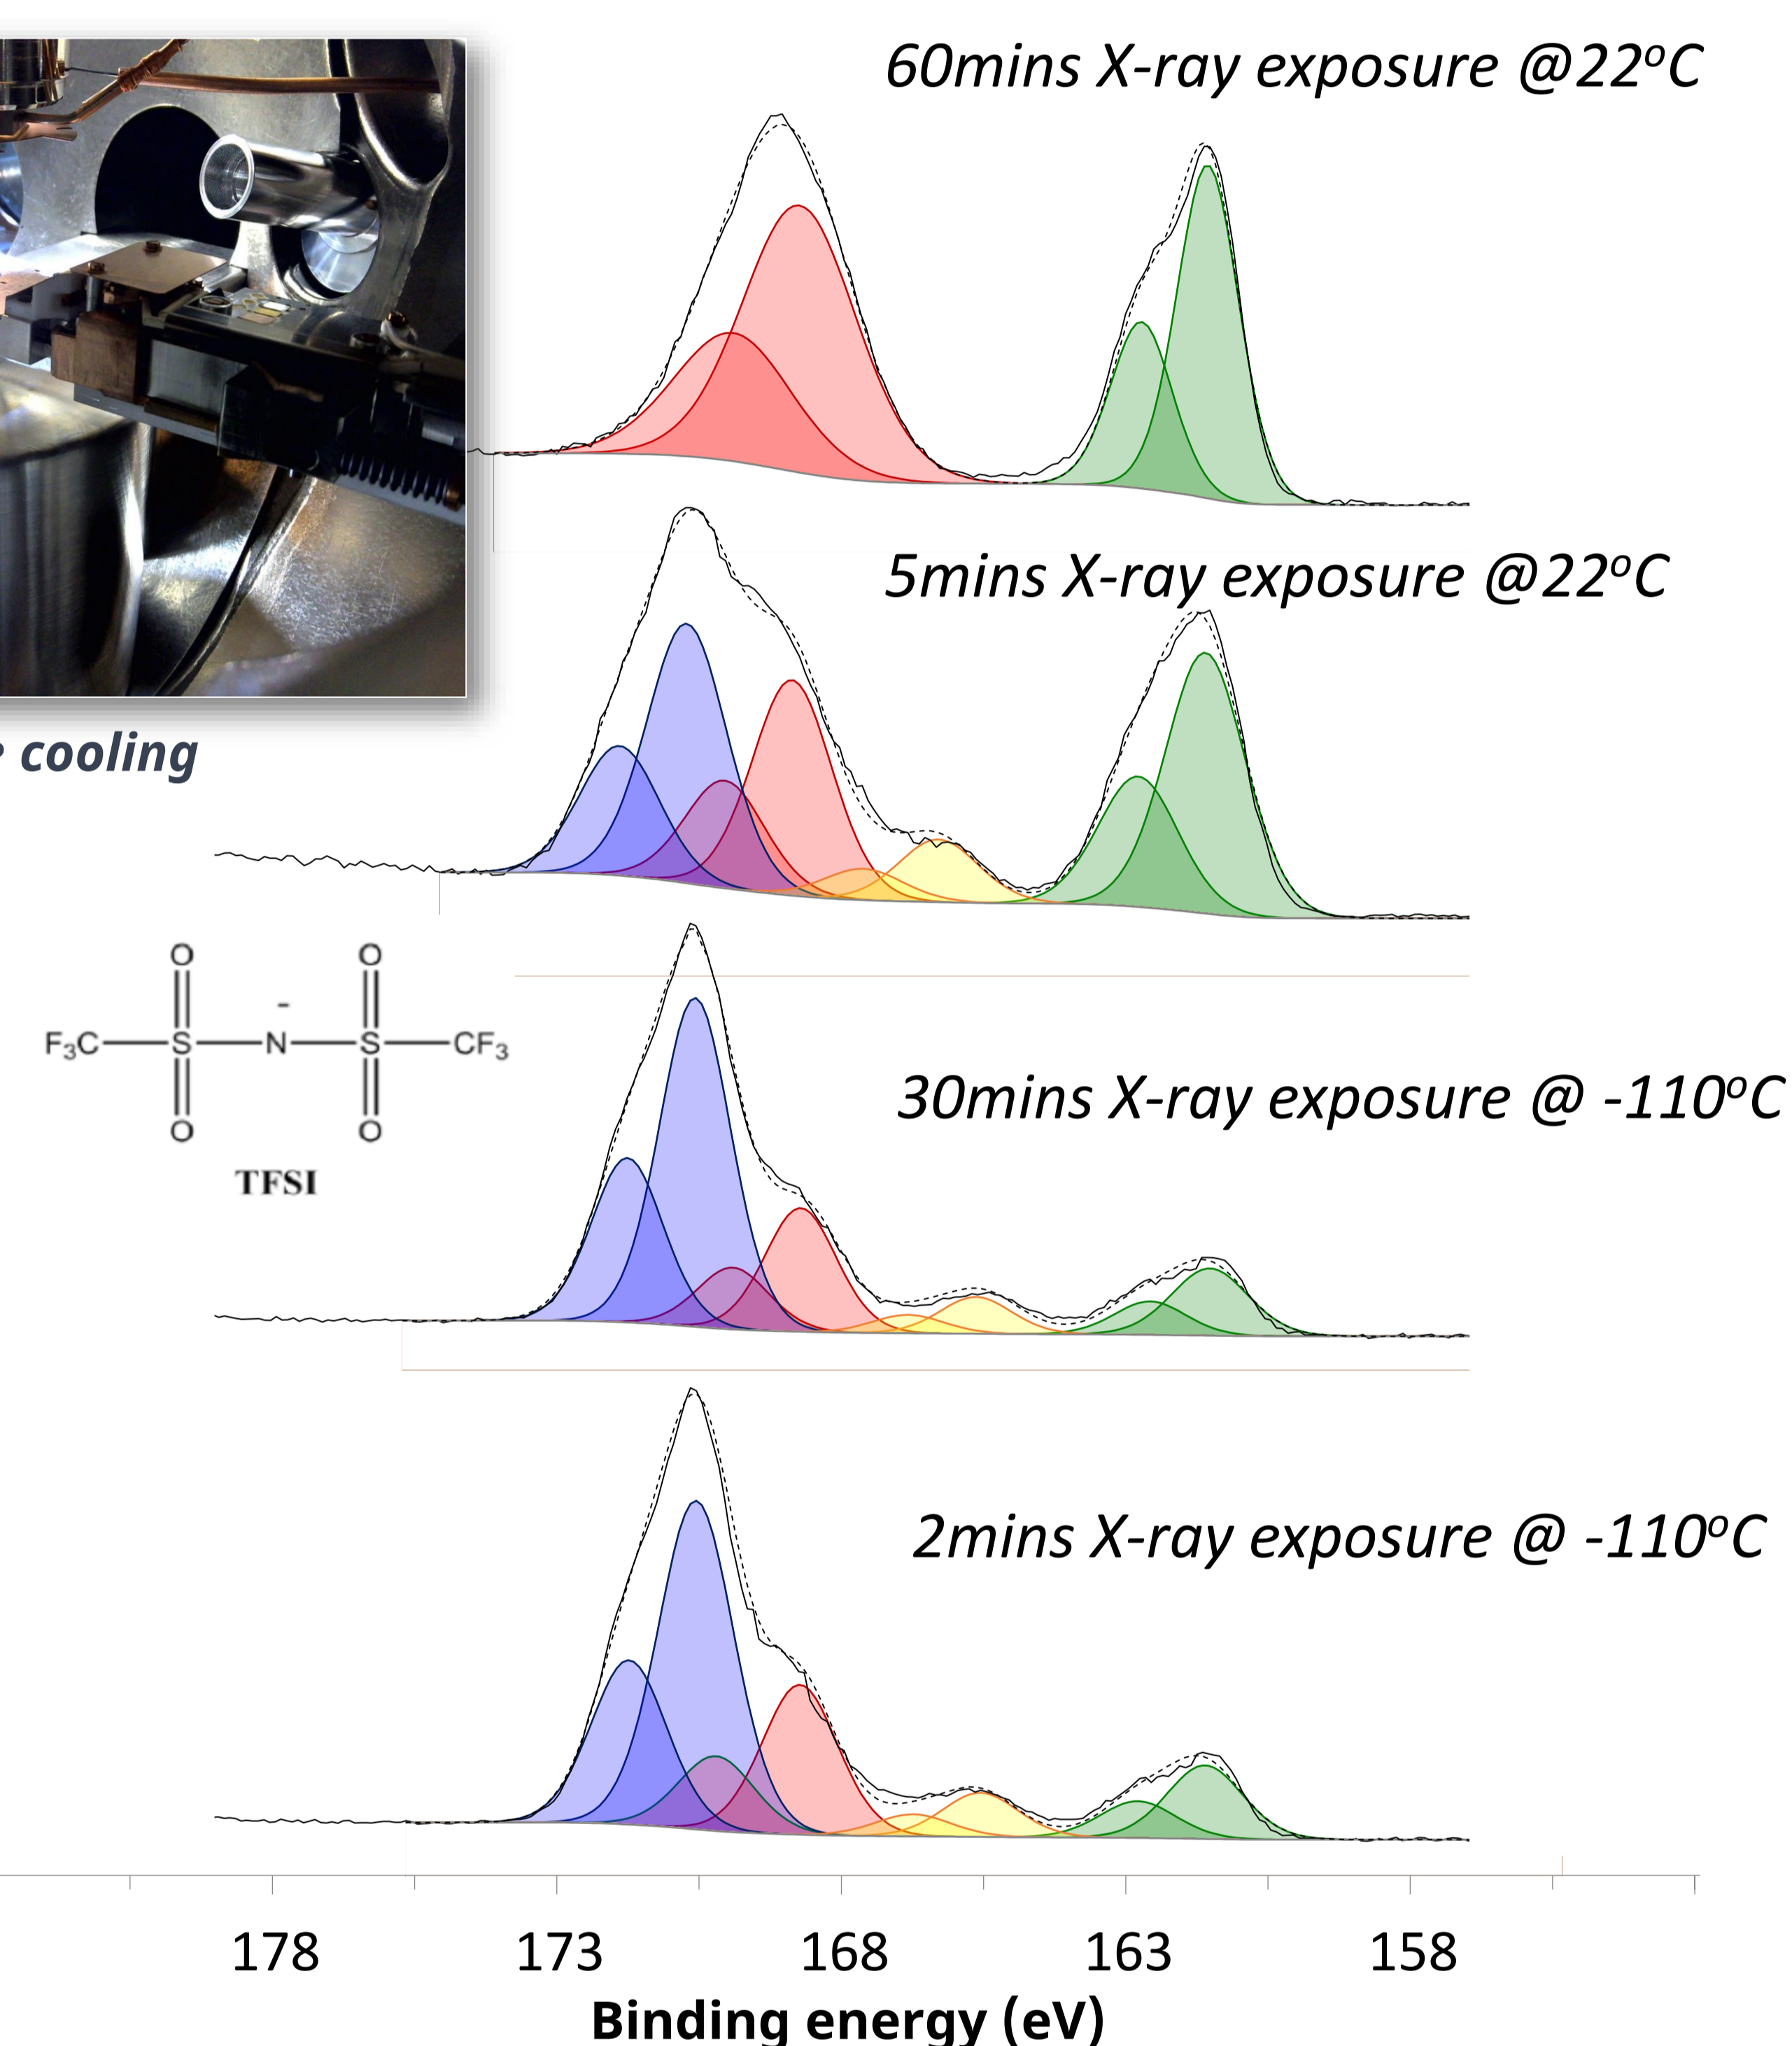 60mins X-ray exposure @22°C
5mins X-ray exposure @22°C
cooling
O O
-
F₃C S N S CF₃
O O
TFSI
30mins X-ray exposure @ -110°C
2mins X-ray exposure @ -110°C
178 173 168 163 158
Binding energy (eV)